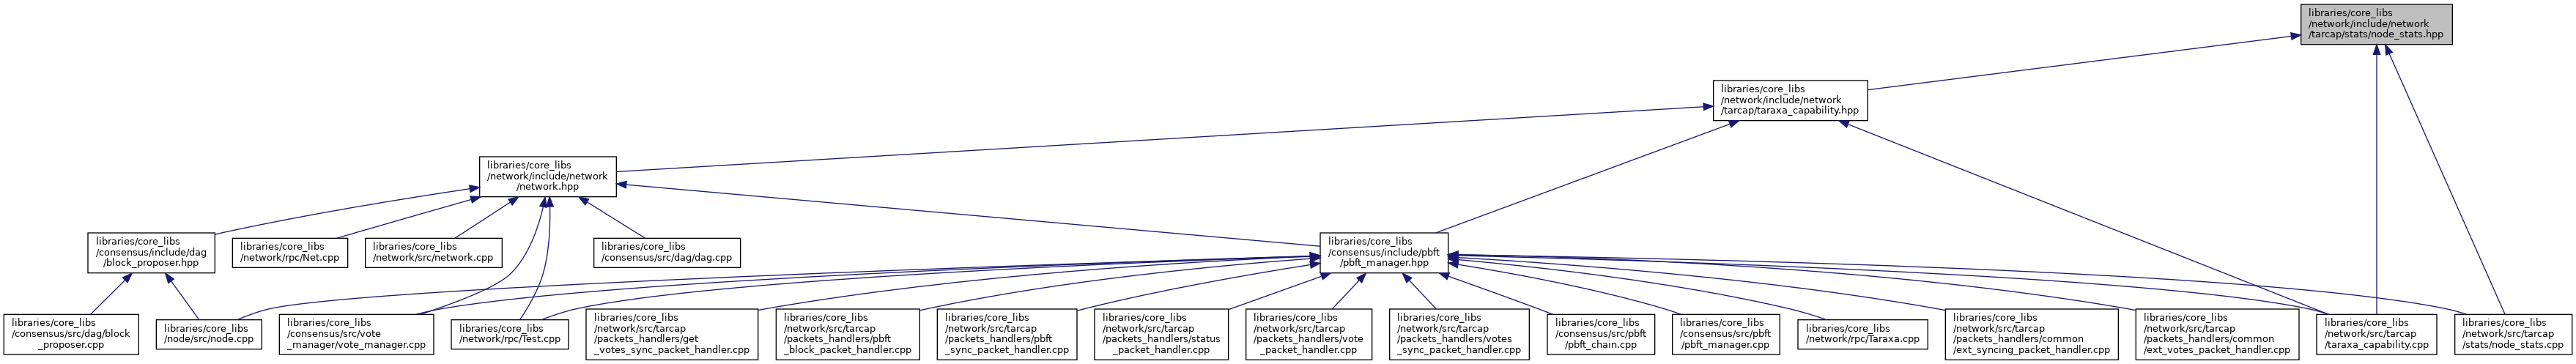 libraries/core_libs
/network/include/network
/tarcap/stats/node_stats.hpp
libraries/core_libs
/network/include/network
/tarcap/taraxa_capability.hpp
libraries/core_libs
/network/include/network
/network.hpp
libraries/core_libs
/consensus/include/dag
/block_proposer.hpp
libraries/core_libs
/network/rpc/Net.cpp
libraries/core_libs
/network/src/network.cpp
libraries/core_libs
/consensus/src/dag/dag.cpp
libraries/core_libs
/consensus/include/pbft
/pbft_manager.hpp
libraries/core_libs
/consensus/src/dag/block
_proposer.cpp
libraries/core_libs
/node/src/node.cpp
libraries/core_libs
/consensus/src/vote
_manager/vote_manager.cpp
libraries/core_libs
/network/rpc/Test.cpp
libraries/core_libs
/network/src/tarcap
/packets_handlers/get
_votes_sync_packet_handler.cpp
libraries/core_libs
/network/src/tarcap
/packets_handlers/pbft
_block_packet_handler.cpp
libraries/core_libs
/network/src/tarcap
/packets_handlers/pbft
_sync_packet_handler.cpp
libraries/core_libs
/network/src/tarcap
/packets_handlers/status
_packet_handler.cpp
libraries/core_libs
/network/src/tarcap
/packets_handlers/vote
_packet_handler.cpp
libraries/core_libs
/network/src/tarcap
/packets_handlers/votes
_sync_packet_handler.cpp
libraries/core_libs
/consensus/src/pbft
/pbft_chain.cpp
libraries/core_libs
/consensus/src/pbft
/pbft_manager.cpp
libraries/core_libs
/network/rpc/Taraxa.cpp
libraries/core_libs
/network/src/tarcap
/packets_handlers/common
/ext_syncing_packet_handler.cpp
libraries/core_libs
/network/src/tarcap
/packets_handlers/common
/ext_votes_packet_handler.cpp
libraries/core_libs
/network/src/tarcap
/taraxa_capability.cpp
libraries/core_libs
/network/src/tarcap
/stats/node_stats.cpp